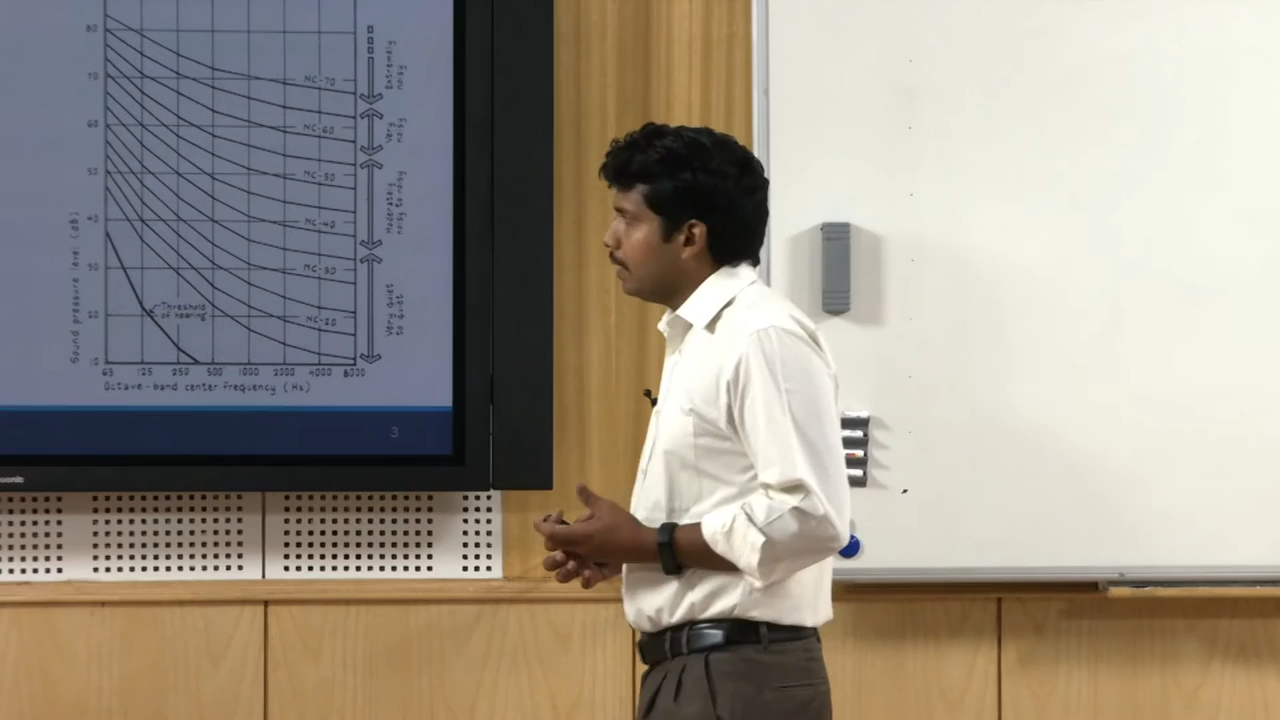 80
70
60
50
40
30
20
10
Sound pressure level (dB)
NC-70
NC-60
NC-50
NC-40
NC-30
NC-20
Threshold
of hearing
63 125 250 500 1000 2000 4000 8000
Octave-band center frequency (Hz)
Extremely
noisy
Very
noisy
Moderately
noisy to noisy
Very quiet
to quiet
3
sonic